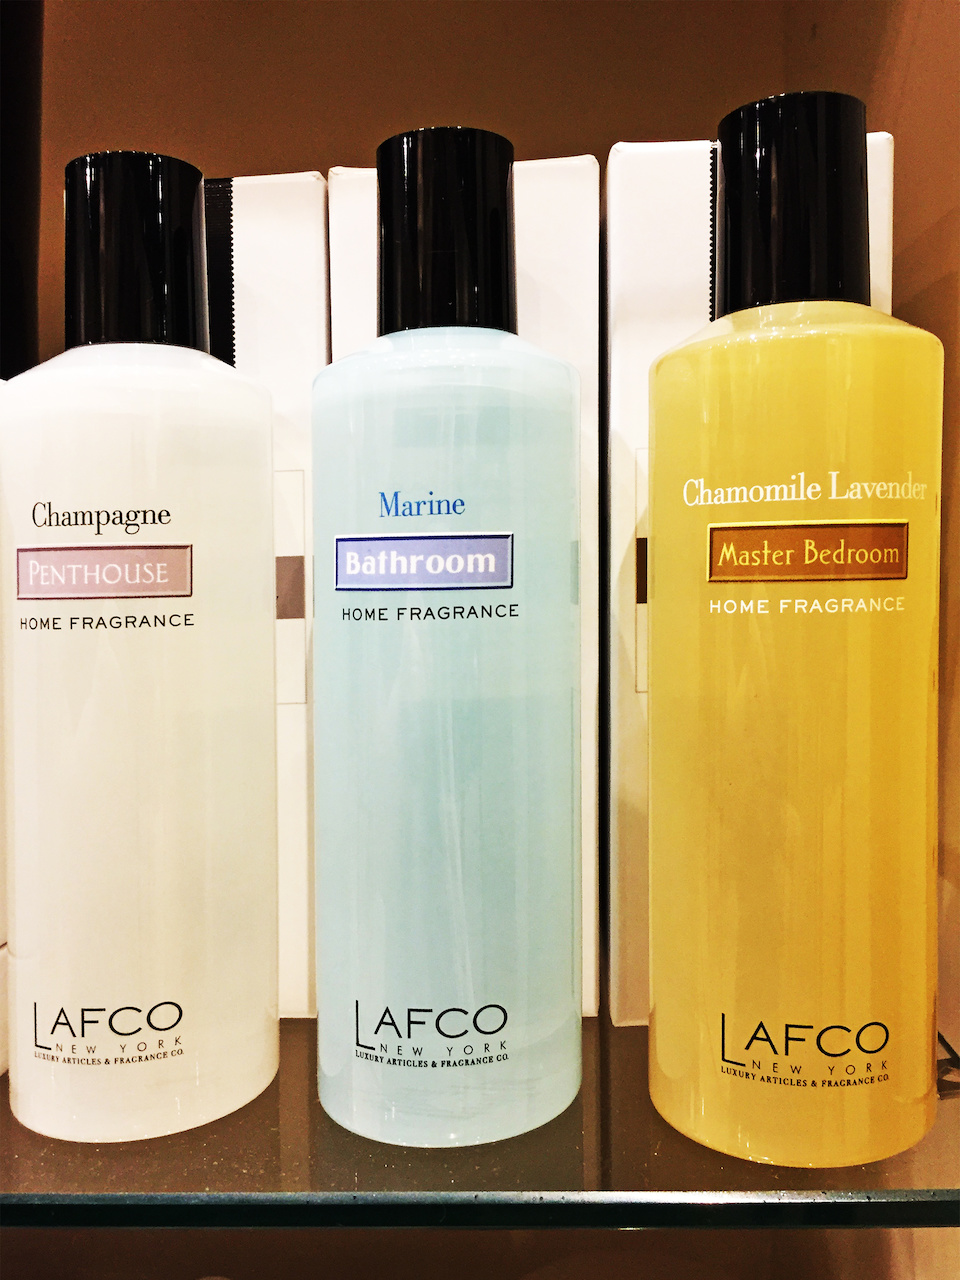 Champagne
PENTHOUSE
HOME FRAGRANCE
LAFCO
NEW YORK
LUXURY ARTICLES & FRAGRANCE CO.
Marine
Bathroom
HOME FRAGRANCE
LAFCO
NEW YORK
LUXURY ARTICLES & FRAGRANCE CO.
Chamomile Lavender
Master Bedroom
HOME FRAGRANCE
LAFCO
NEW YORK
LUXURY ARTICLES & FRAGRANCE CO.